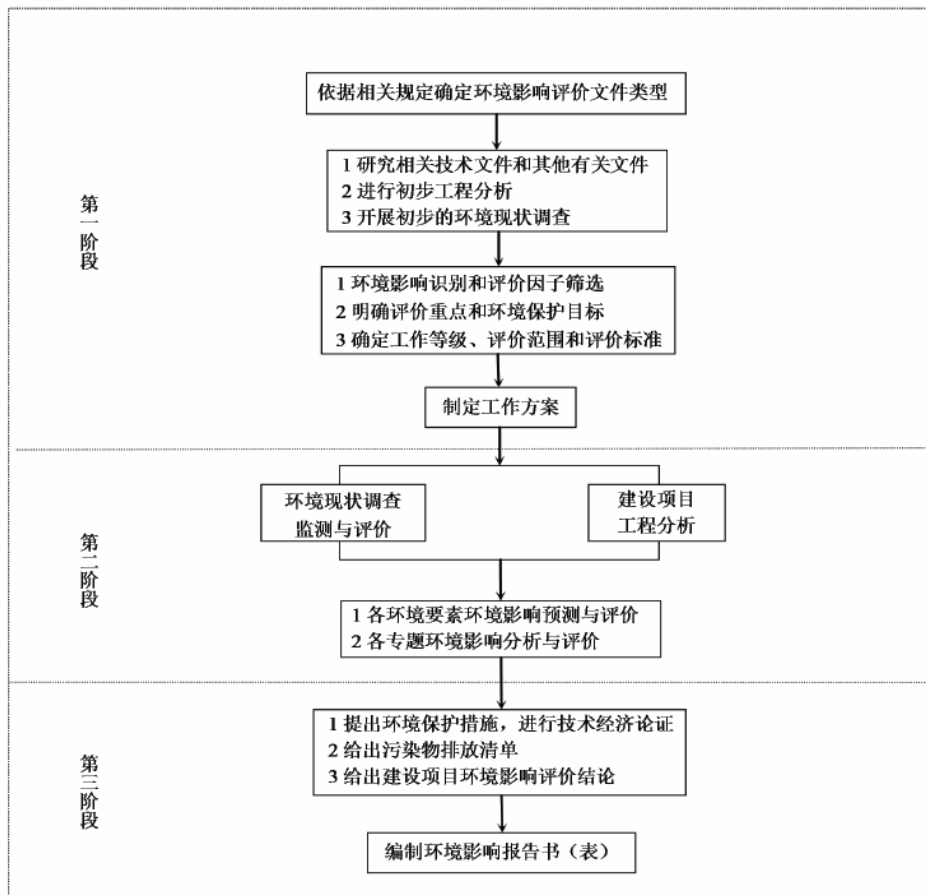 第一阶段
依据相关规定确定环境影响评价文件类型
1 研究相关技术文件和其他有关文件
2 进行初步工程分析
3 开展初步的环境现状调查
1 环境影响识别和评价因子筛选
2 明确评价重点和环境保护目标
3 确定工作等级、评价范围和评价标准
制定工作方案
第二阶段
环境现状调查
监测与评价
建设项目
工程分析
1 各环境要素环境影响预测与评价
2 各专题环境影响分析与评价
第三阶段
1 提出环境保护措施，进行技术经济论证
2 给出污染物排放清单
3 给出建设项目环境影响评价结论
编制环境影响报告书（表）